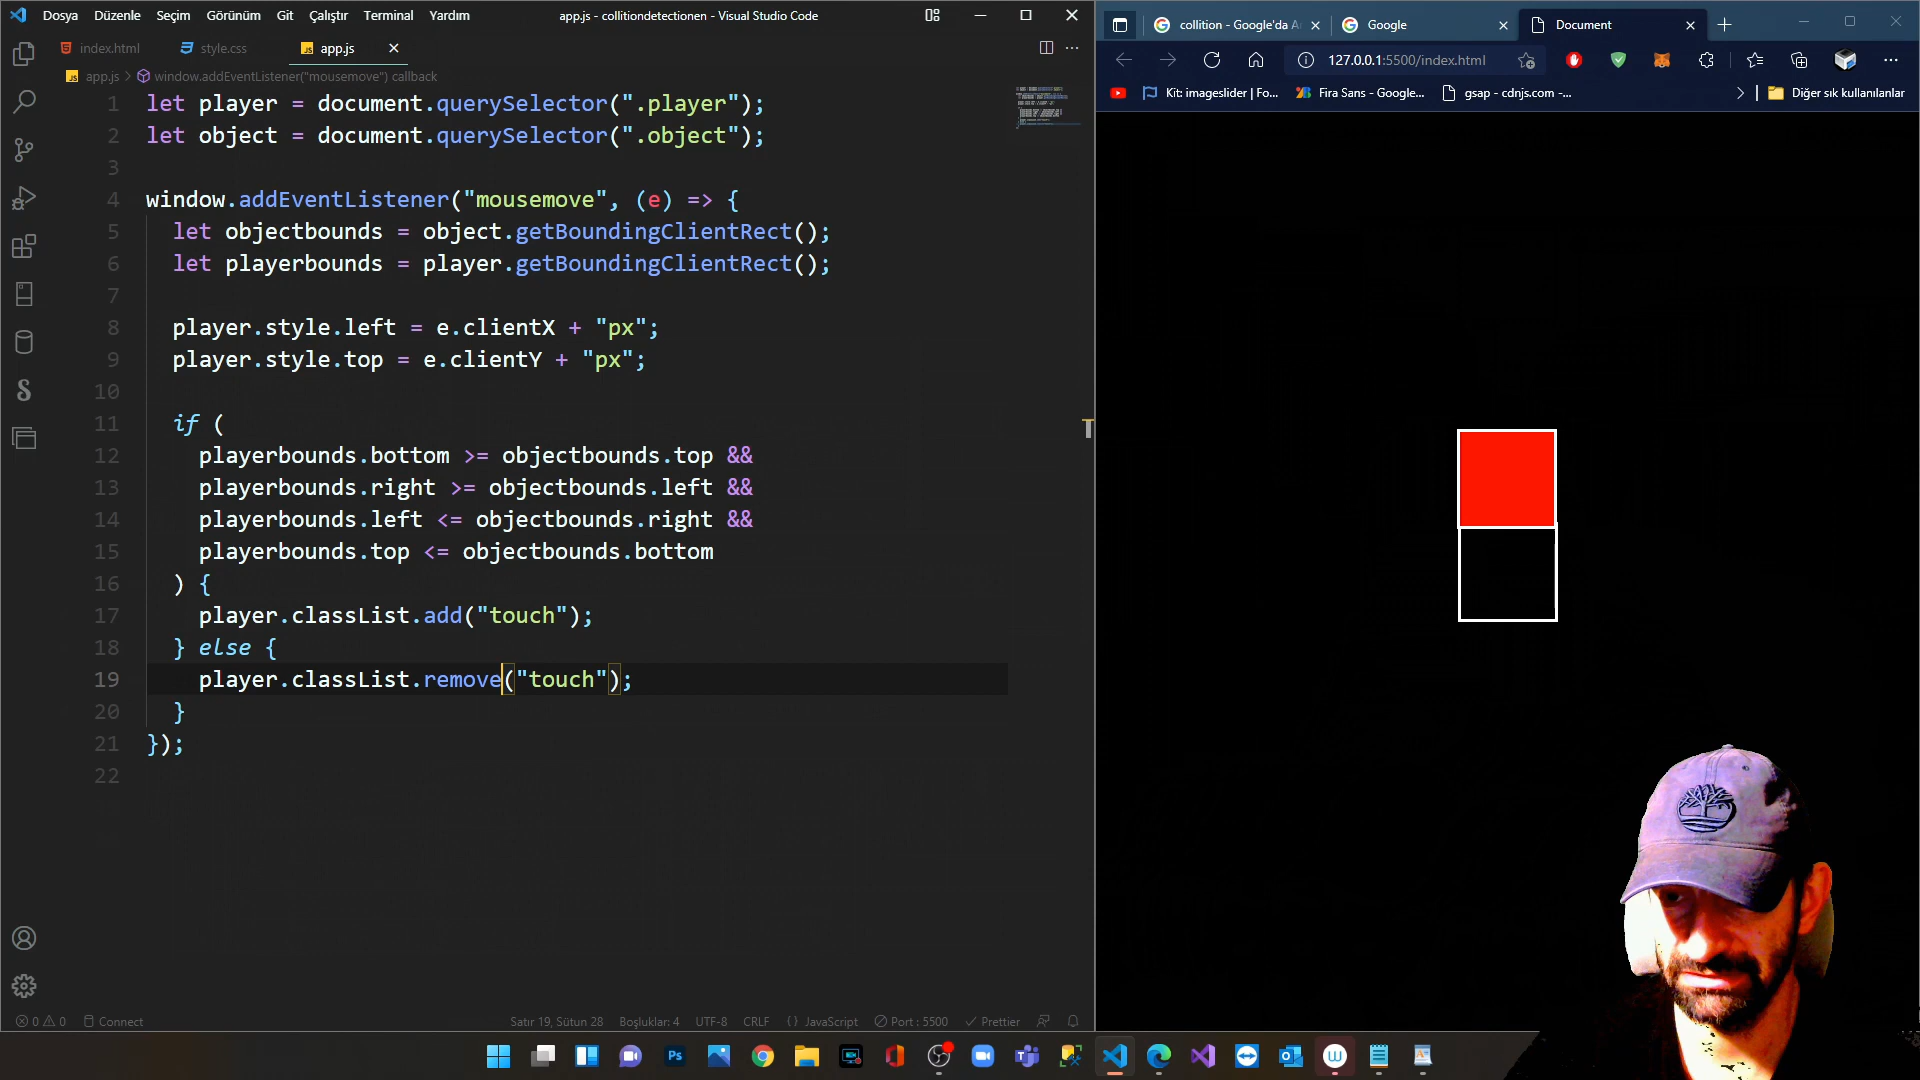 Dosya Düzenle Seçim Görünüm Git Çalıştır Terminal Yardım
app.js - collitiondetectionen - Visual Studio Code
index.html style.css app.js
app.js > window.addEventListener("mousemove") callback
1 let player = document.querySelector(".player");
2 let object = document.querySelector(".object");
3
4 window.addEventListener("mousemove", (e) => {
5 let objectbounds = object.getBoundingClientRect();
6 let playerbounds = player.getBoundingClientRect();
7
8 player.style.left = e.clientX + "px";
9 player.style.top = e.clientY + "px";
10
11 if (
12 playerbounds.bottom >= objectbounds.top &&
13 playerbounds.right >= objectbounds.left &&
14 playerbounds.left <= objectbounds.right &&
15 playerbounds.top <= objectbounds.bottom
16 ) {
17 player.classList.add("touch");
18 } else {
19 player.classList.remove("touch");
20 }
21 });
22
0 0 Connect
Satır 19, Sütun 28 Boşluklar: 4 UTF-8 CRLF {} JavaScript Port : 5500 Prettier
collition - Google'da A
Google
Document
127.0.0.1:5500/index.html
Kit: imageslider | Fo...
Fira Sans - Google...
gsap - cdnjs.com -...
Diğer sık kullanılanlar
Ps